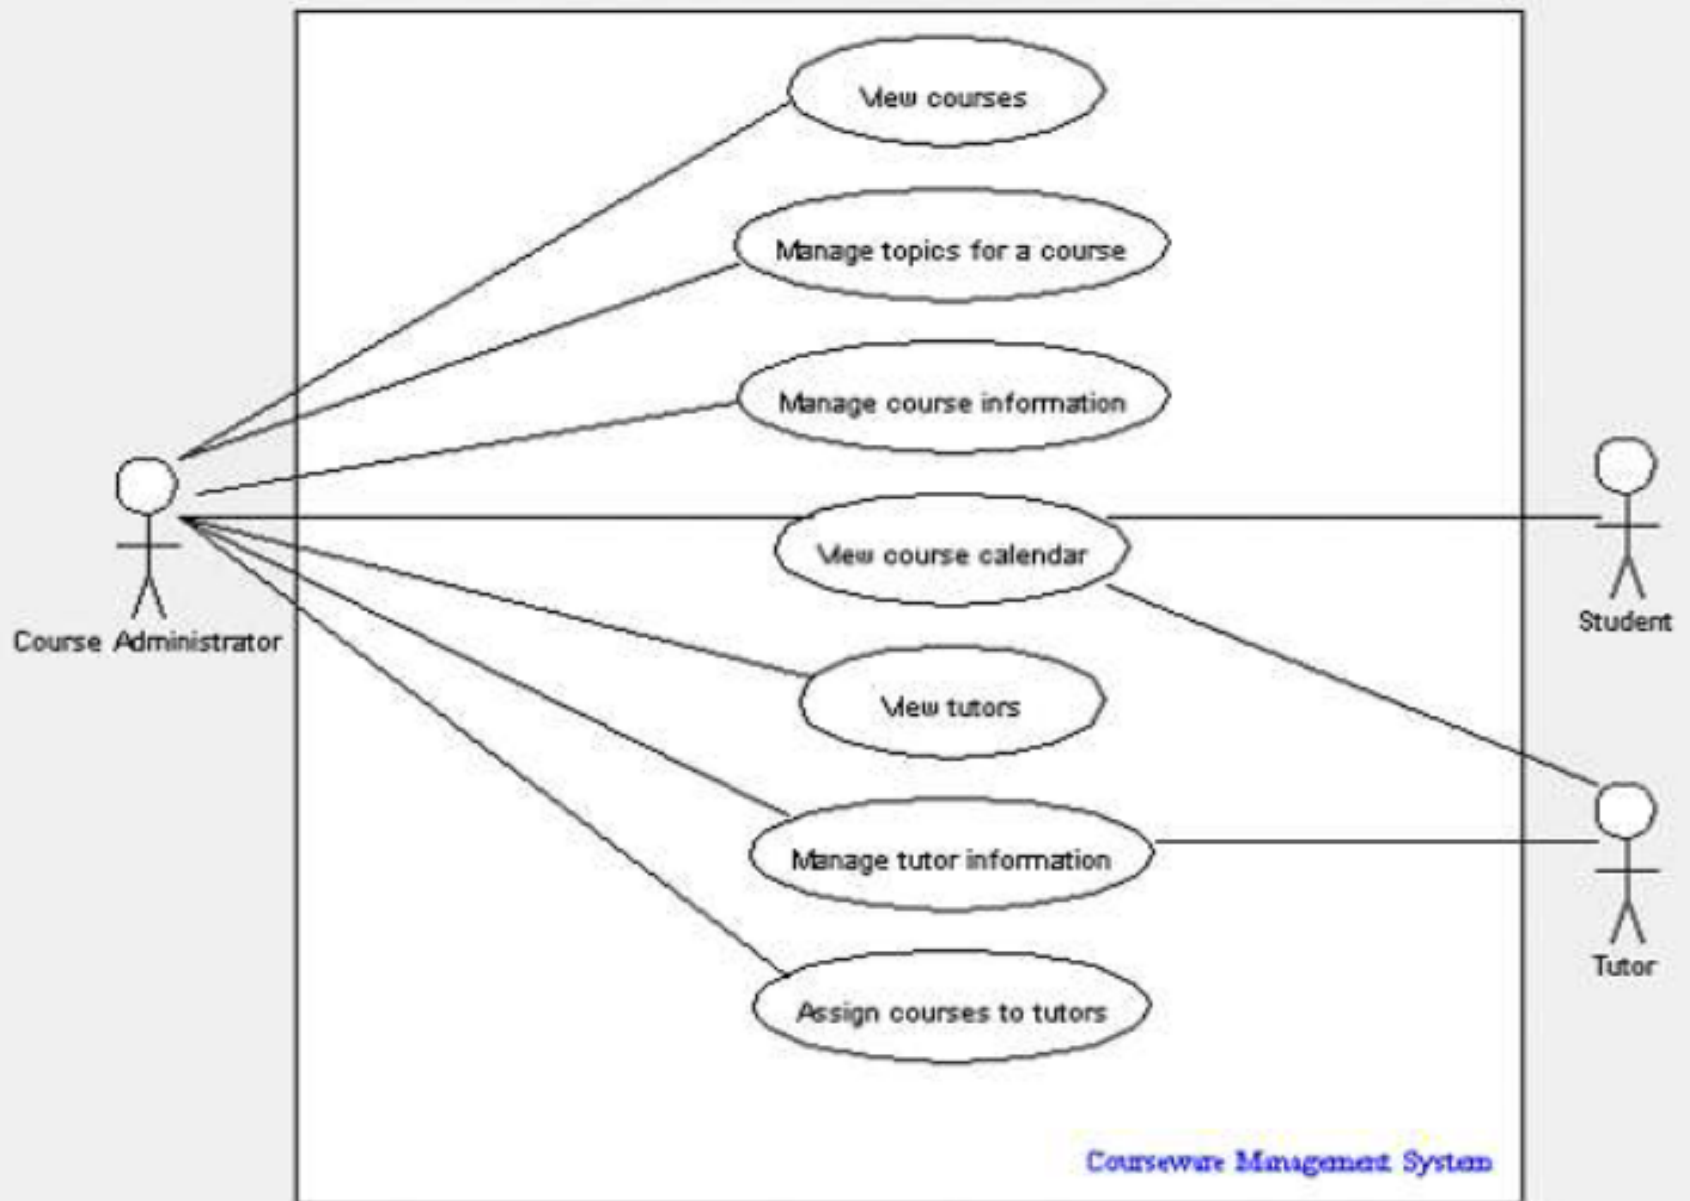 View courses
Manage topics for a course
Manage course information
View course calendar
Course Administrator
Student
View tutors
Manage tutor information
Tutor
Assign courses to tutors
Courseware Management System